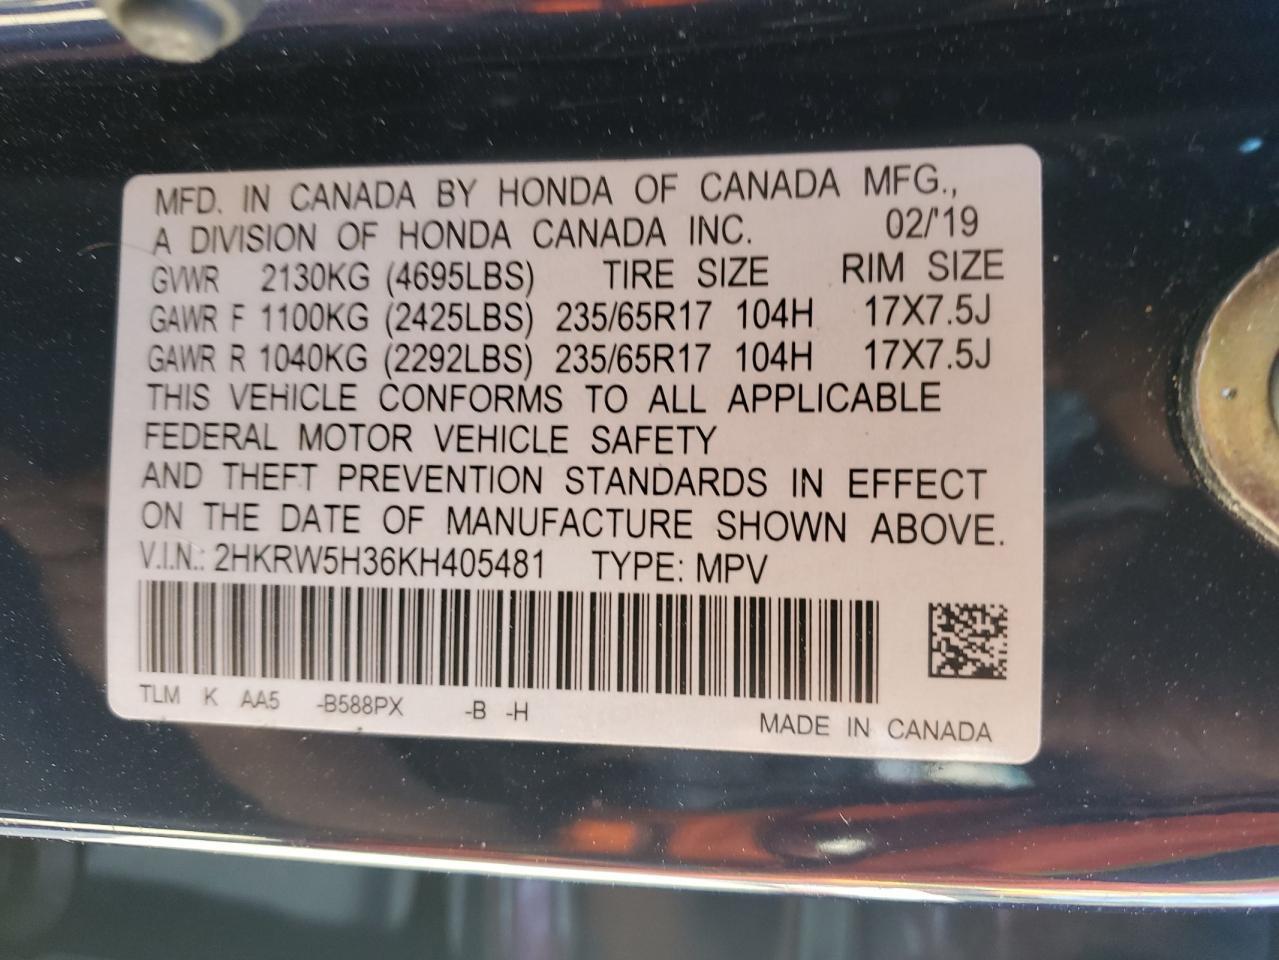 MFD. IN CANADA BY HONDA OF CANADA MFG.,
A DIVISION OF HONDA CANADA INC. 02/'19
GVWR 2130KG (4695LBS) TIRE SIZE RIM SIZE
GAWR F 1100KG (2425LBS) 235/65R17 104H 17X7.5J
GAWR R 1040KG (2292LBS) 235/65R17 104H 17X7.5J
THIS VEHICLE CONFORMS TO ALL APPLICABLE
FEDERAL MOTOR VEHICLE SAFETY
AND THEFT PREVENTION STANDARDS IN EFFECT
ON THE DATE OF MANUFACTURE SHOWN ABOVE.
V.I.N.: 2HKRW5H36KH405481 TYPE: MPV
TLM K AA5 -B588PX -B -H
MADE IN CANADA